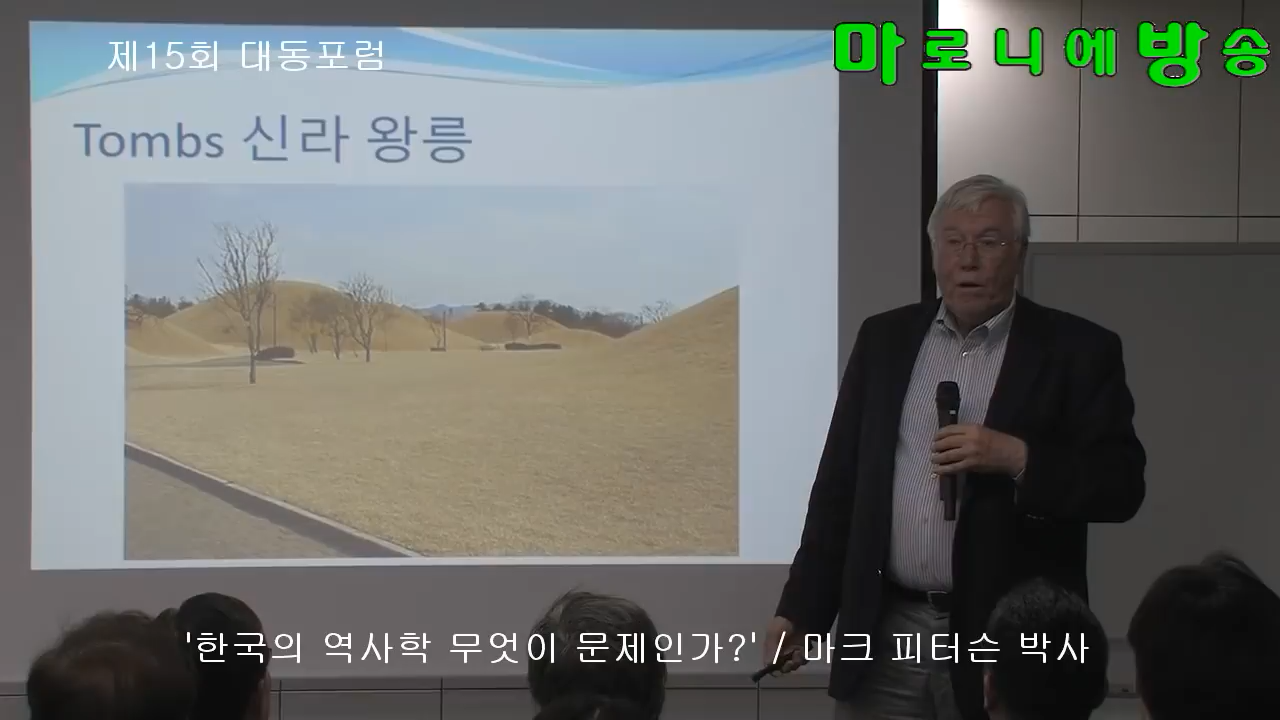 제15회 대동포럼
마로니에방송
Tombs 신라 왕릉
'한국의 역사학 무엇이 문제인가?' / 마크 피터슨 박사